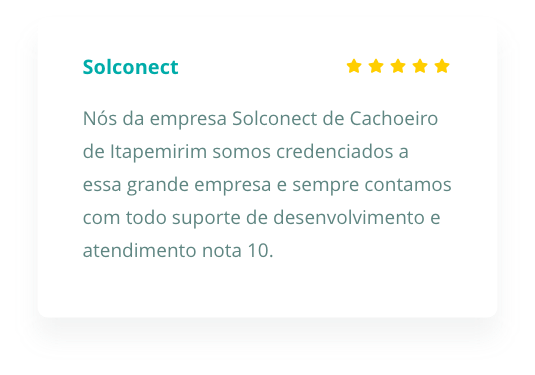 Solconect
Nós da empresa Solconect de Cachoeiro
de Itapemirim somos credenciados a
essa grande empresa e sempre contamos
com todo suporte de desenvolvimento e
atendimento nota 10.